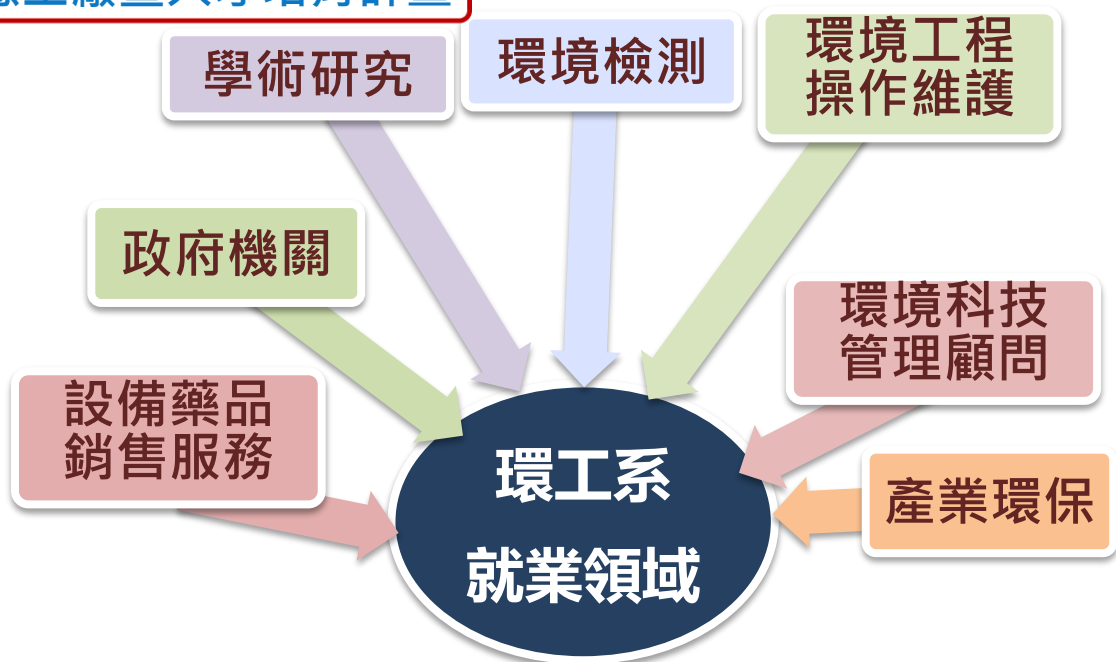 學術研究
環境檢測
環境工程
操作維護
政府機關
環境科技
管理顧問
設備藥品
銷售服務
產業環保
環工系
就業領域